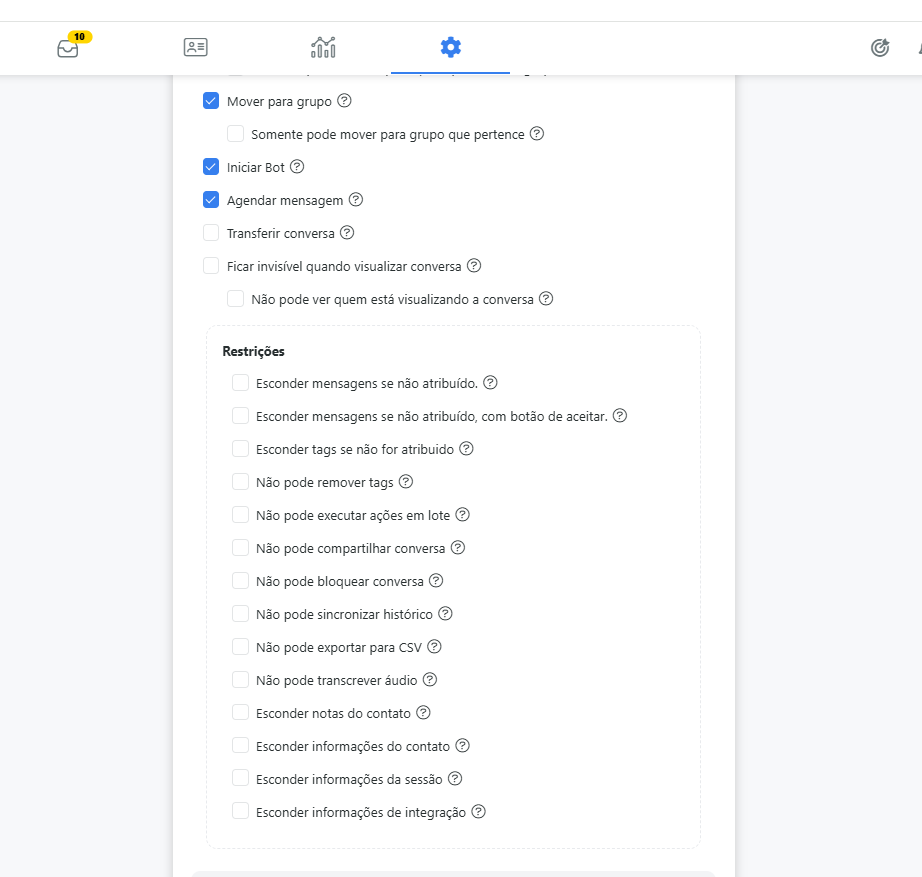 10
Mover para grupo
Somente pode mover para grupo que pertence
Iniciar Bot
Agendar mensagem
Transferir conversa
Ficar invisível quando visualizar conversa
Não pode ver quem está visualizando a conversa
Restrições
Esconder mensagens se não atribuído.
Esconder mensagens se não atribuído, com botão de aceitar.
Esconder tags se não for atribuido
Não pode remover tags
Não pode executar ações em lote
Não pode compartilhar conversa
Não pode bloquear conversa
Não pode sincronizar histórico
Não pode exportar para CSV
Não pode transcrever áudio
Esconder notas do contato
Esconder informações do contato
Esconder informações da sessão
Esconder informações de integração